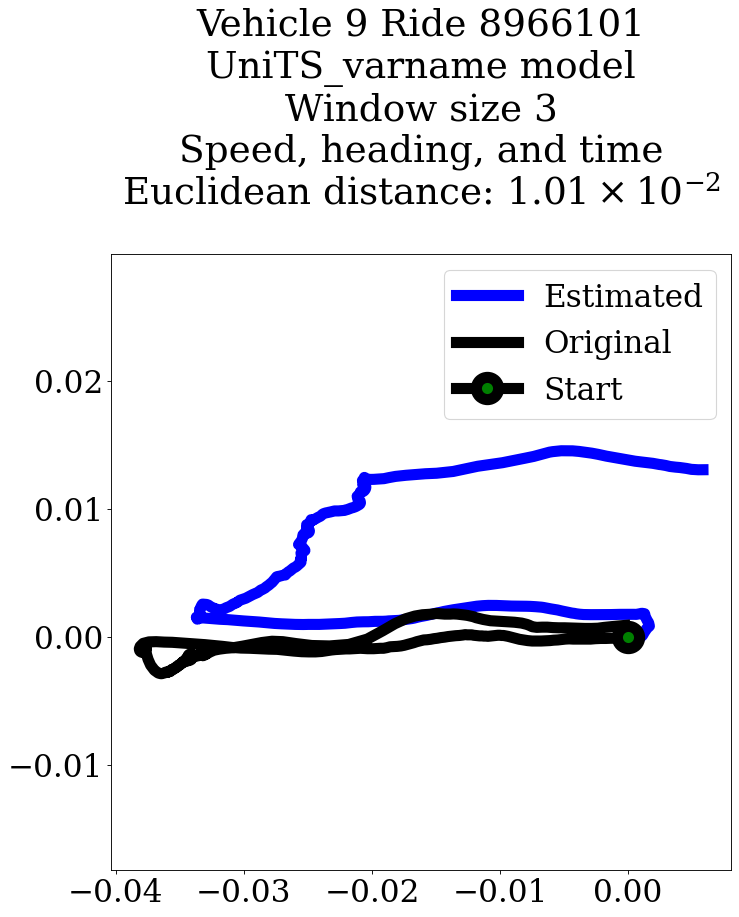 Vehicle 9 Ride 8966101
UniTS_varname model
Window size 3
Speed, heading, and time
Euclidean distance: 1.01 × 10⁻²
Estimated
Original
Start
0.02
0.01
0.00
−0.01
−0.04 −0.03 −0.02 −0.01 0.00